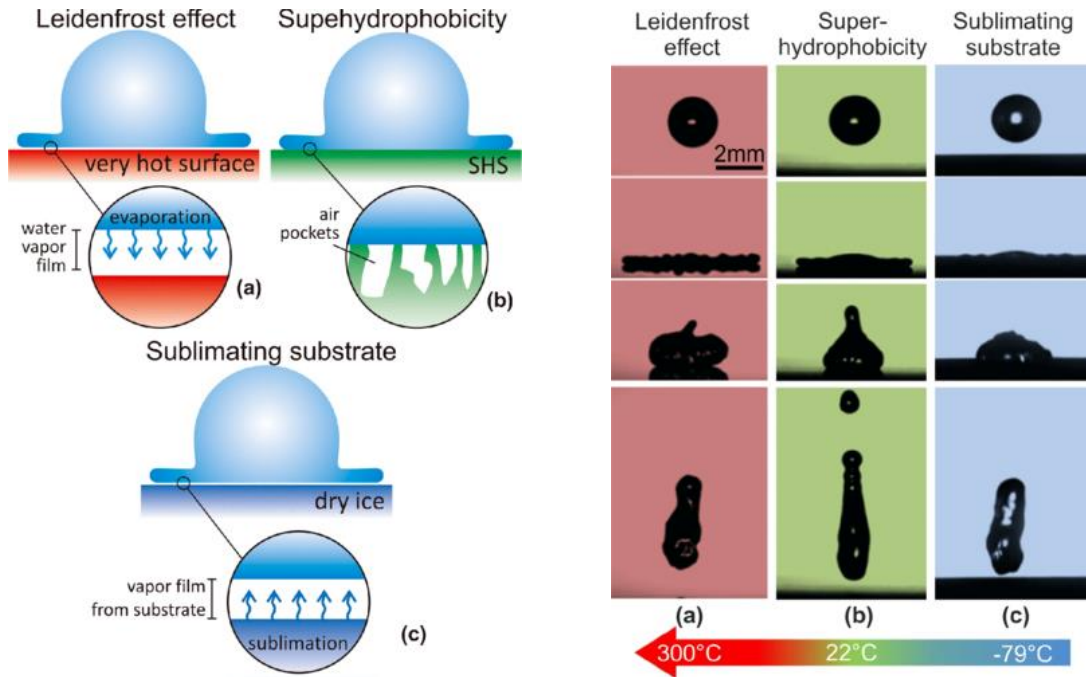 Leidenfrost effect
Supehydrophobicity
very hot surface
SHS
evaporation
water
vapor
film
(a)
air
pockets
(b)
Sublimating substrate
dry ice
vapor film
from substrate
sublimation
(c)
Leidenfrost
effect
Super-
hydrophobicity
Sublimating
substrate
2mm
(a)
(b)
(c)
300°C
22°C
-79°C